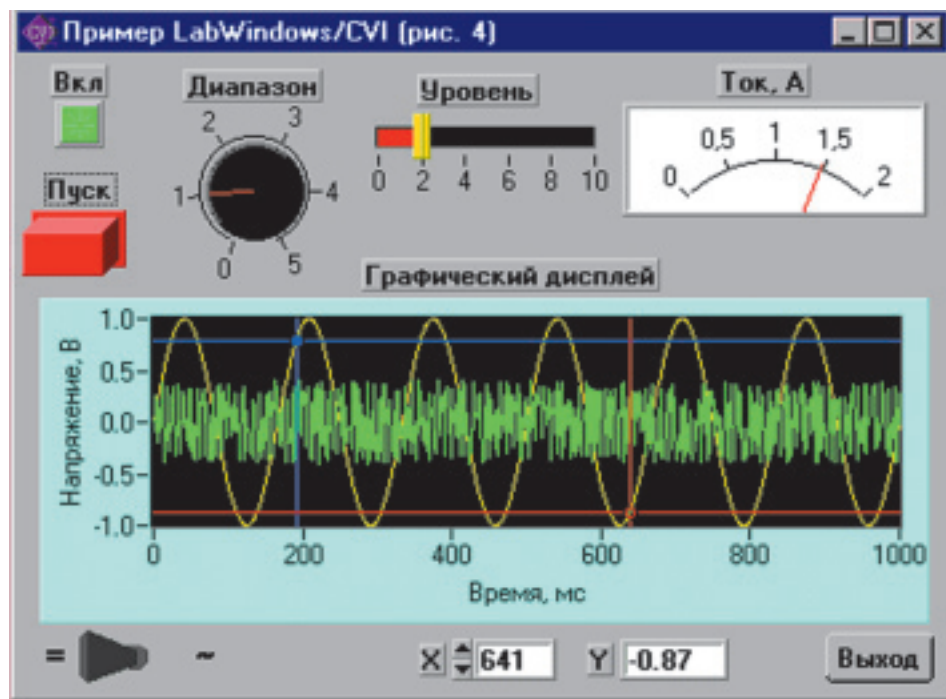 Пример LabWindows/CVI (рис. 4)
Вкл
Диапазон
Уровень
Ток, А
2
3
1
4
0
5
0 2 4 6 8 10
0 0,5 1 1,5 2
Пуск
Графический дисплей
Напряжение, В
1.0
0.5
0.0
-0.5
-1.0
0 200 400 600 800 1000
Время, мс
= ~
X 641 Y -0.87
Выход